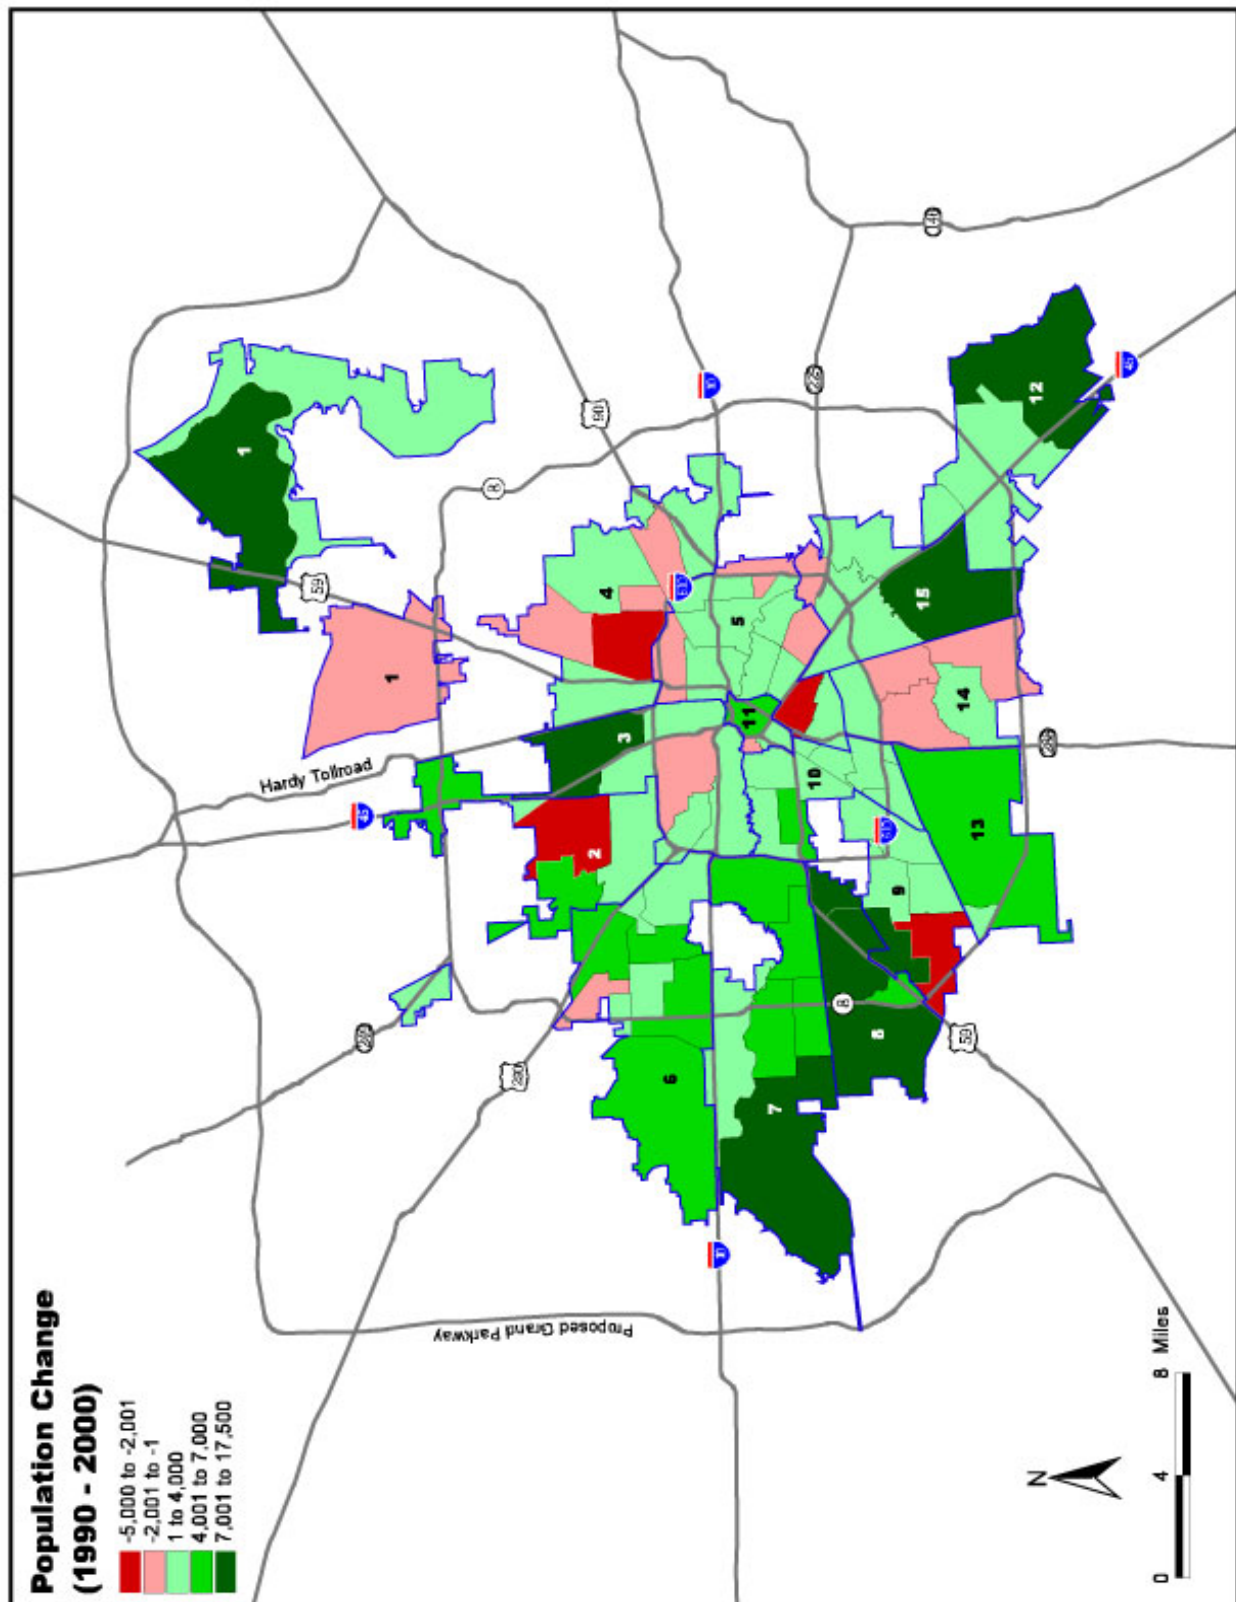 Population Change
(1990 - 2000)
-5,000 to -2,001
-2,001 to -1
1 to 4,000
4,001 to 7,000
7,001 to 17,500
Hardy Tollroad
Proposed Grand Parkway
45
59
8
90
10
610
225
146
45
1
1
4
3
2
5
11
15
12
14
10
13
9
6
7
8
290
10
8
59
610
288
N
0 4 8 Miles